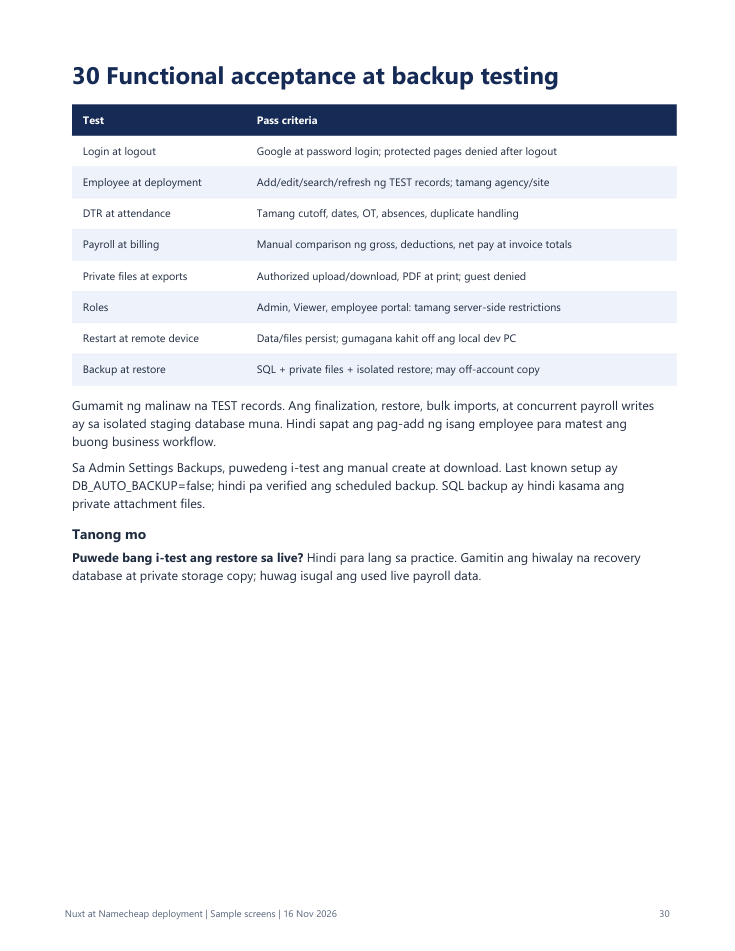 30 Functional acceptance at backup testing
Test Pass criteria
Login at logout Google at password login; protected pages denied after logout
Employee at deployment Add/edit/search/refresh ng TEST records; tamang agency/site
DTR at attendance Tamang cutoff, dates, OT, absences, duplicate handling
Payroll at billing Manual comparison ng gross, deductions, net pay at invoice totals
Private files at exports Authorized upload/download, PDF at print; guest denied
Roles Admin, Viewer, employee portal: tamang server-side restrictions
Restart at remote device Data/files persist; gumagana kahit off ang local dev PC
Backup at restore SQL + private files + isolated restore; may off-account copy
Gumamit ng malinaw na TEST records. Ang finalization, restore, bulk imports, at concurrent payroll writes
ay sa isolated staging database muna. Hindi sapat ang pag-add ng isang employee para matest ang
buong business workflow.
Sa Admin Settings Backups, puwedeng i-test ang manual create at download. Last known setup ay
DB_AUTO_BACKUP=false; hindi pa verified ang scheduled backup. SQL backup ay hindi kasama ang
private attachment files.
Tanong mo
Puwede bang i-test ang restore sa live? Hindi para lang sa practice. Gamitin ang hiwalay na recovery
database at private storage copy; huwag isugal ang used live payroll data.
Nuxt at Namecheap deployment | Sample screens | 16 Nov 2026 30